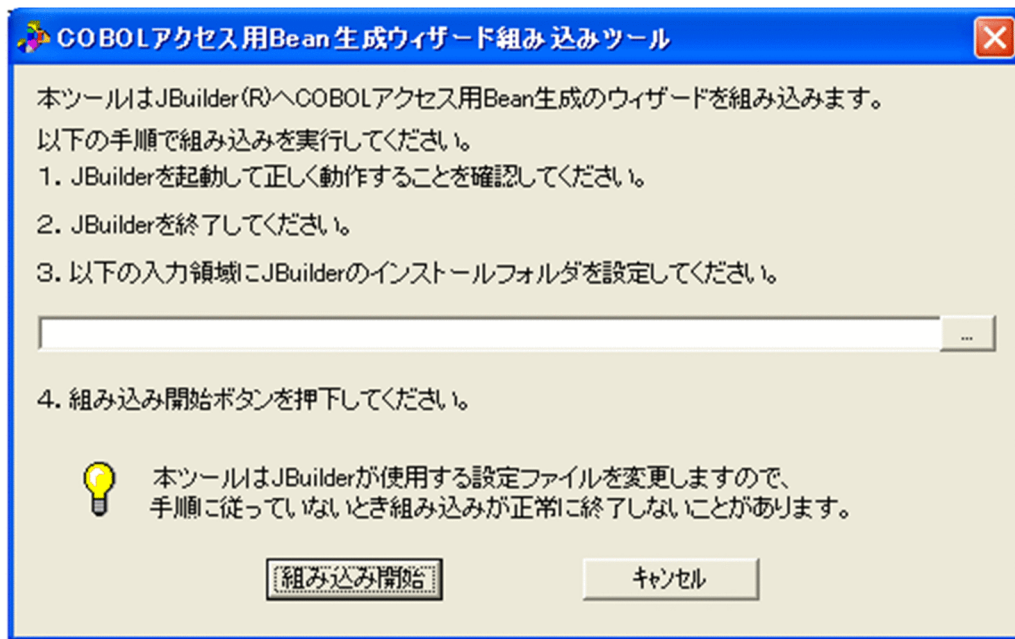 COBOLアクセス用Bean生成ウィザード組み込みツール
本ツールはJBuilder(R)へCOBOLアクセス用Bean生成のウィザードを組み込みます。
以下の手順で組み込みを実行してください。
1. JBuilderを起動して正しく動作することを確認してください。
2. JBuilderを終了してください。
3. 以下の入力領域にJBuilderのインストールフォルダを設定してください。
...
4. 組み込み開始ボタンを押下してください。
本ツールはJBuilderが使用する設定ファイルを変更しますので、
手順に従っていないとき組み込みが正常に終了しないことがあります。
組み込み開始 キャンセル